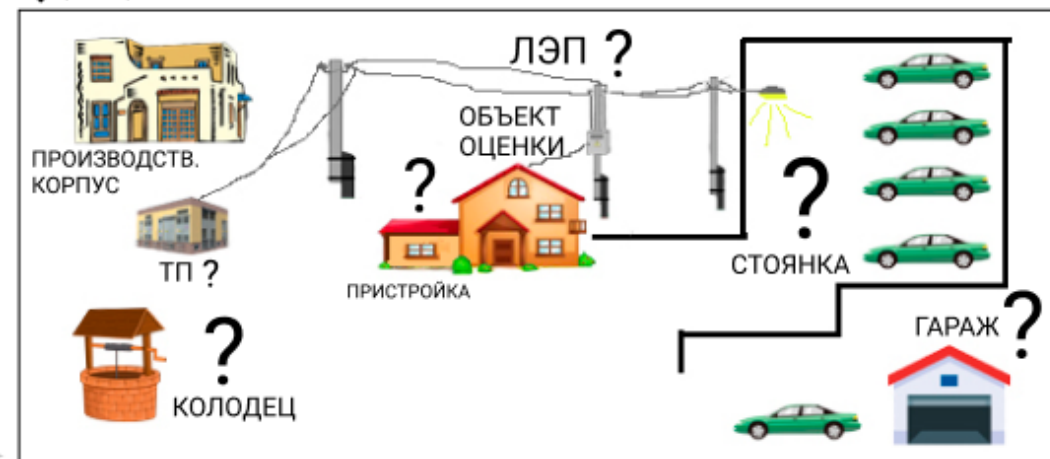 ЛЭП ?
ОБЪЕКТ
ОЦЕНКИ
ПРОИЗВОДСТВ.
КОРПУС
?
?
ТП ?
СТОЯНКА
ПРИСТРОЙКА
ГАРАЖ ?
?
КОЛОДЕЦ